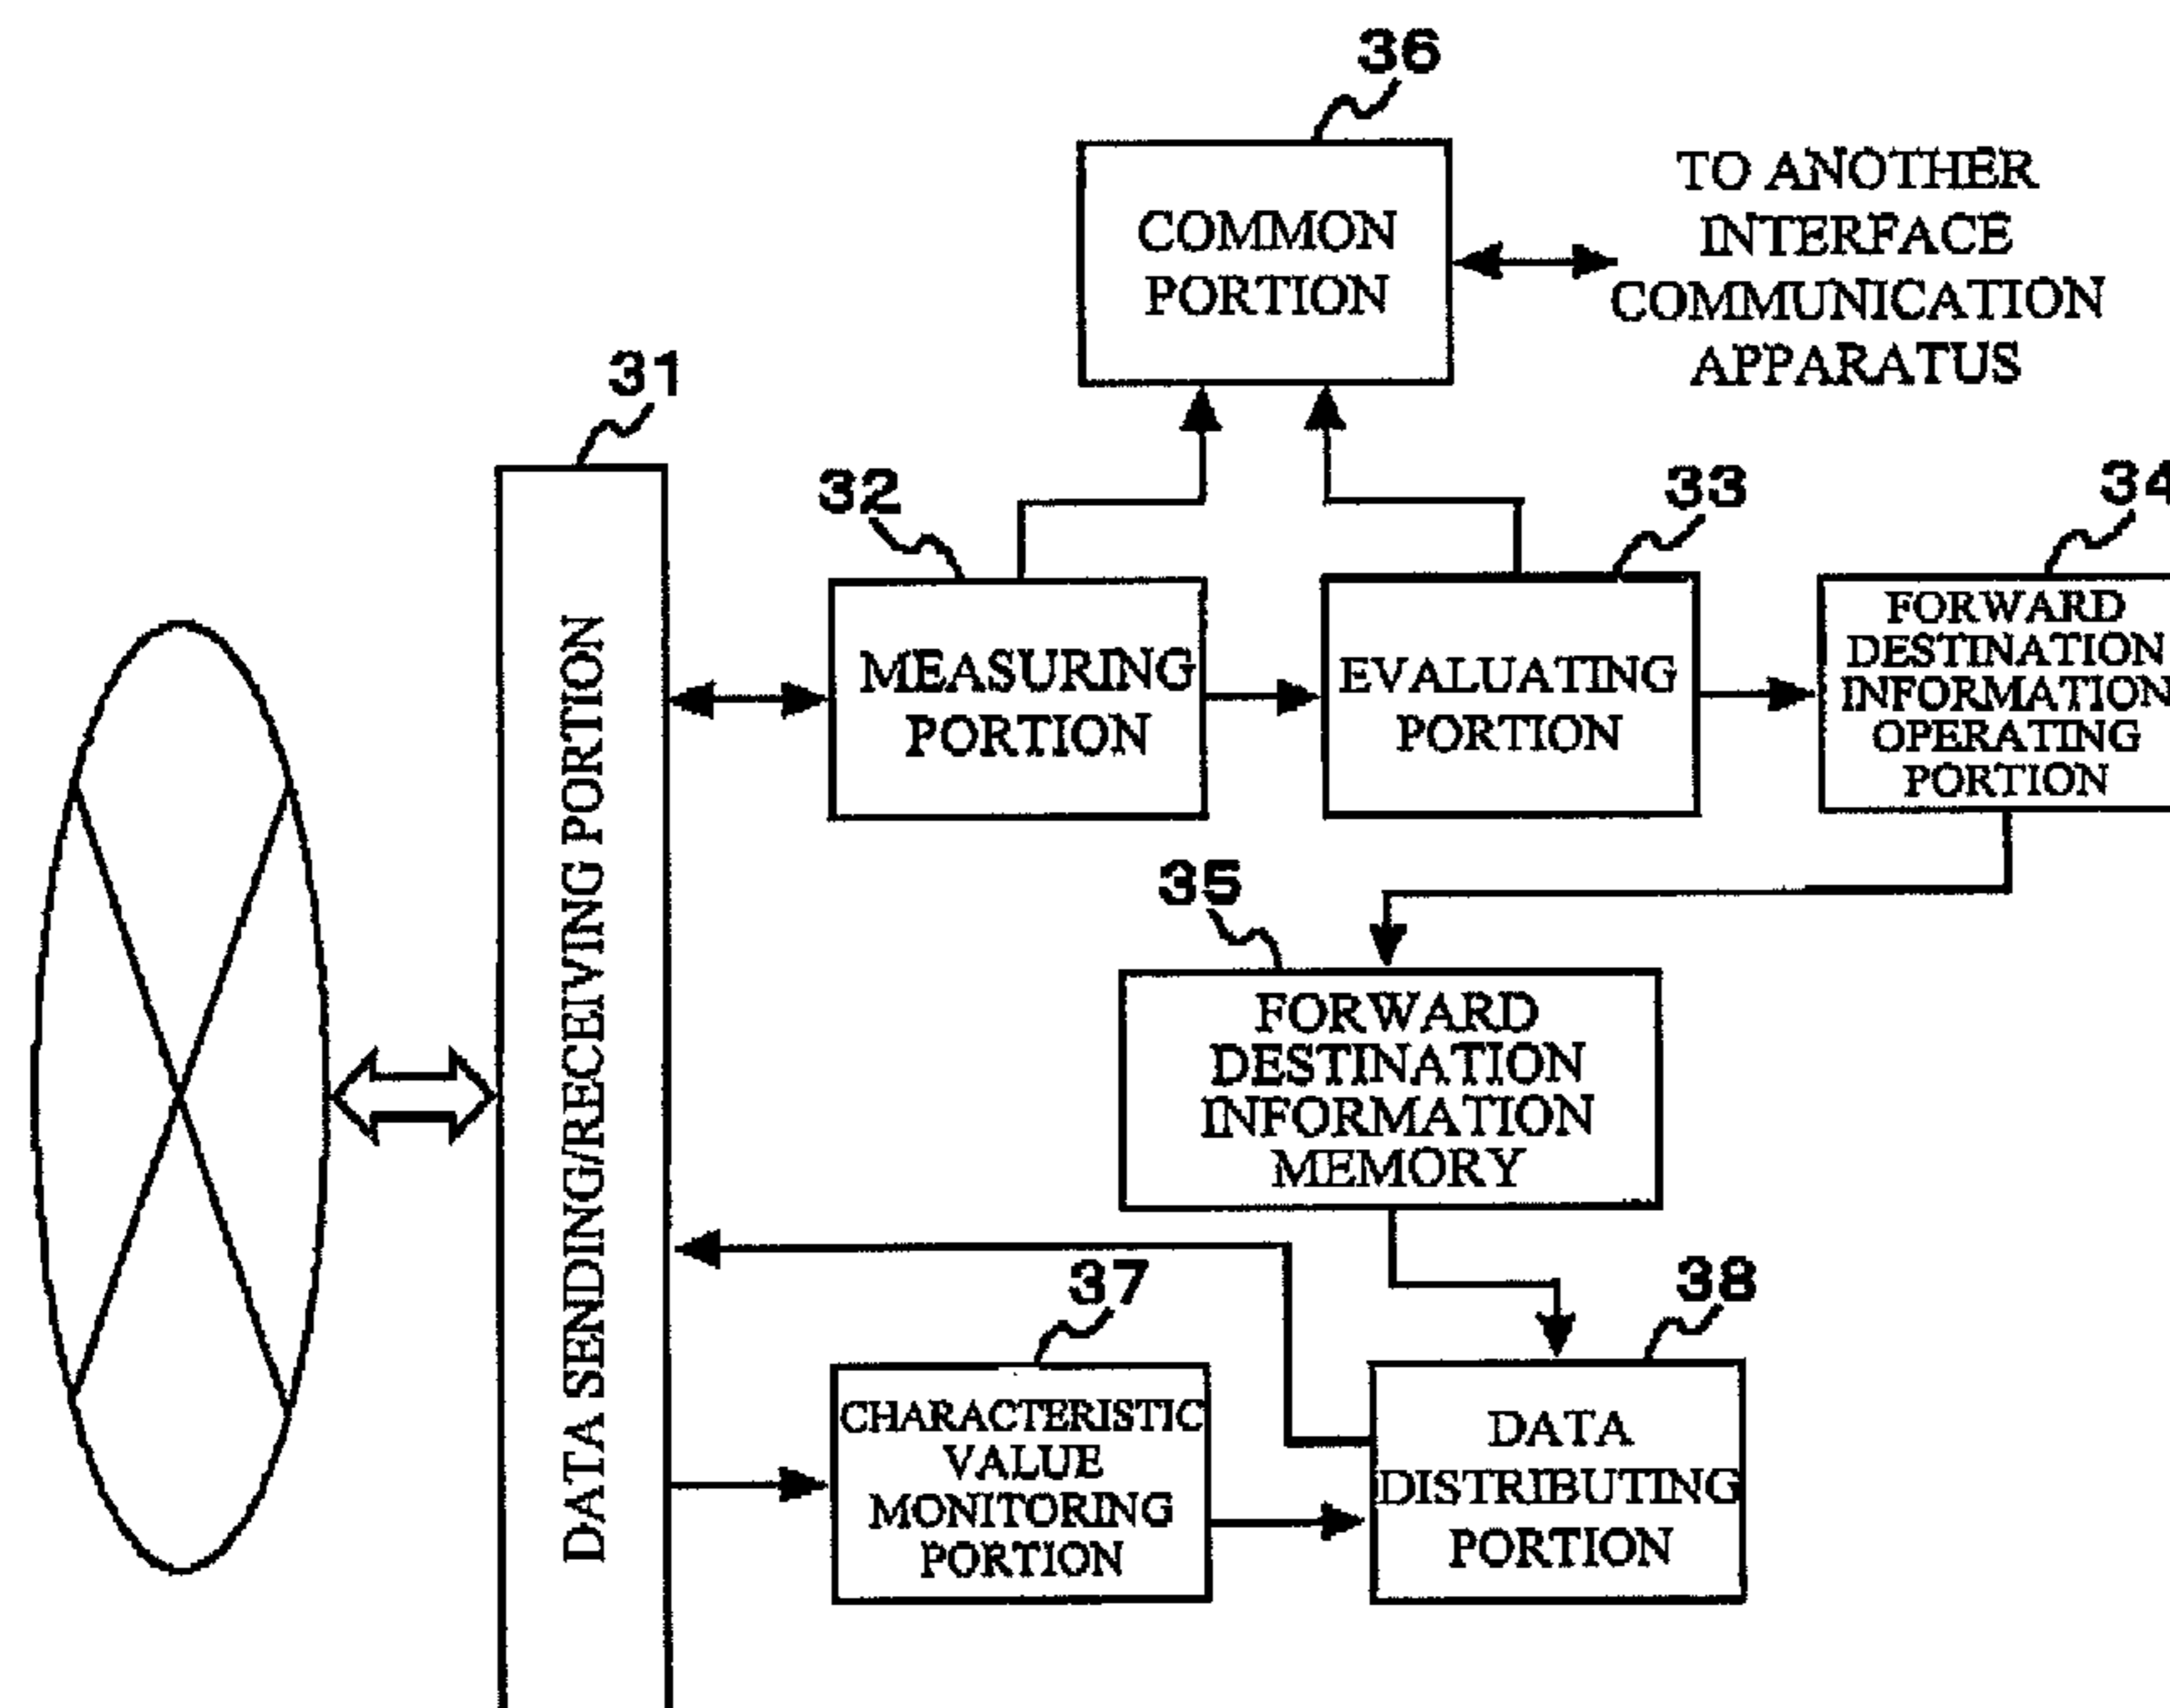 36
COMMON
PORTION
TO ANOTHER
INTERFACE
COMMUNICATION
APPARATUS
31
DATA SENDING/RECEIVING PORTION
32
MEASURING
PORTION
33
EVALUATING
PORTION
34
FORWARD
DESTINATION
INFORMATION
OPERATING
PORTION
35
FORWARD
DESTINATION
INFORMATION
MEMORY
37
CHARACTERISTIC
VALUE
MONITORING
PORTION
38
DATA
DISTRIBUTING
PORTION